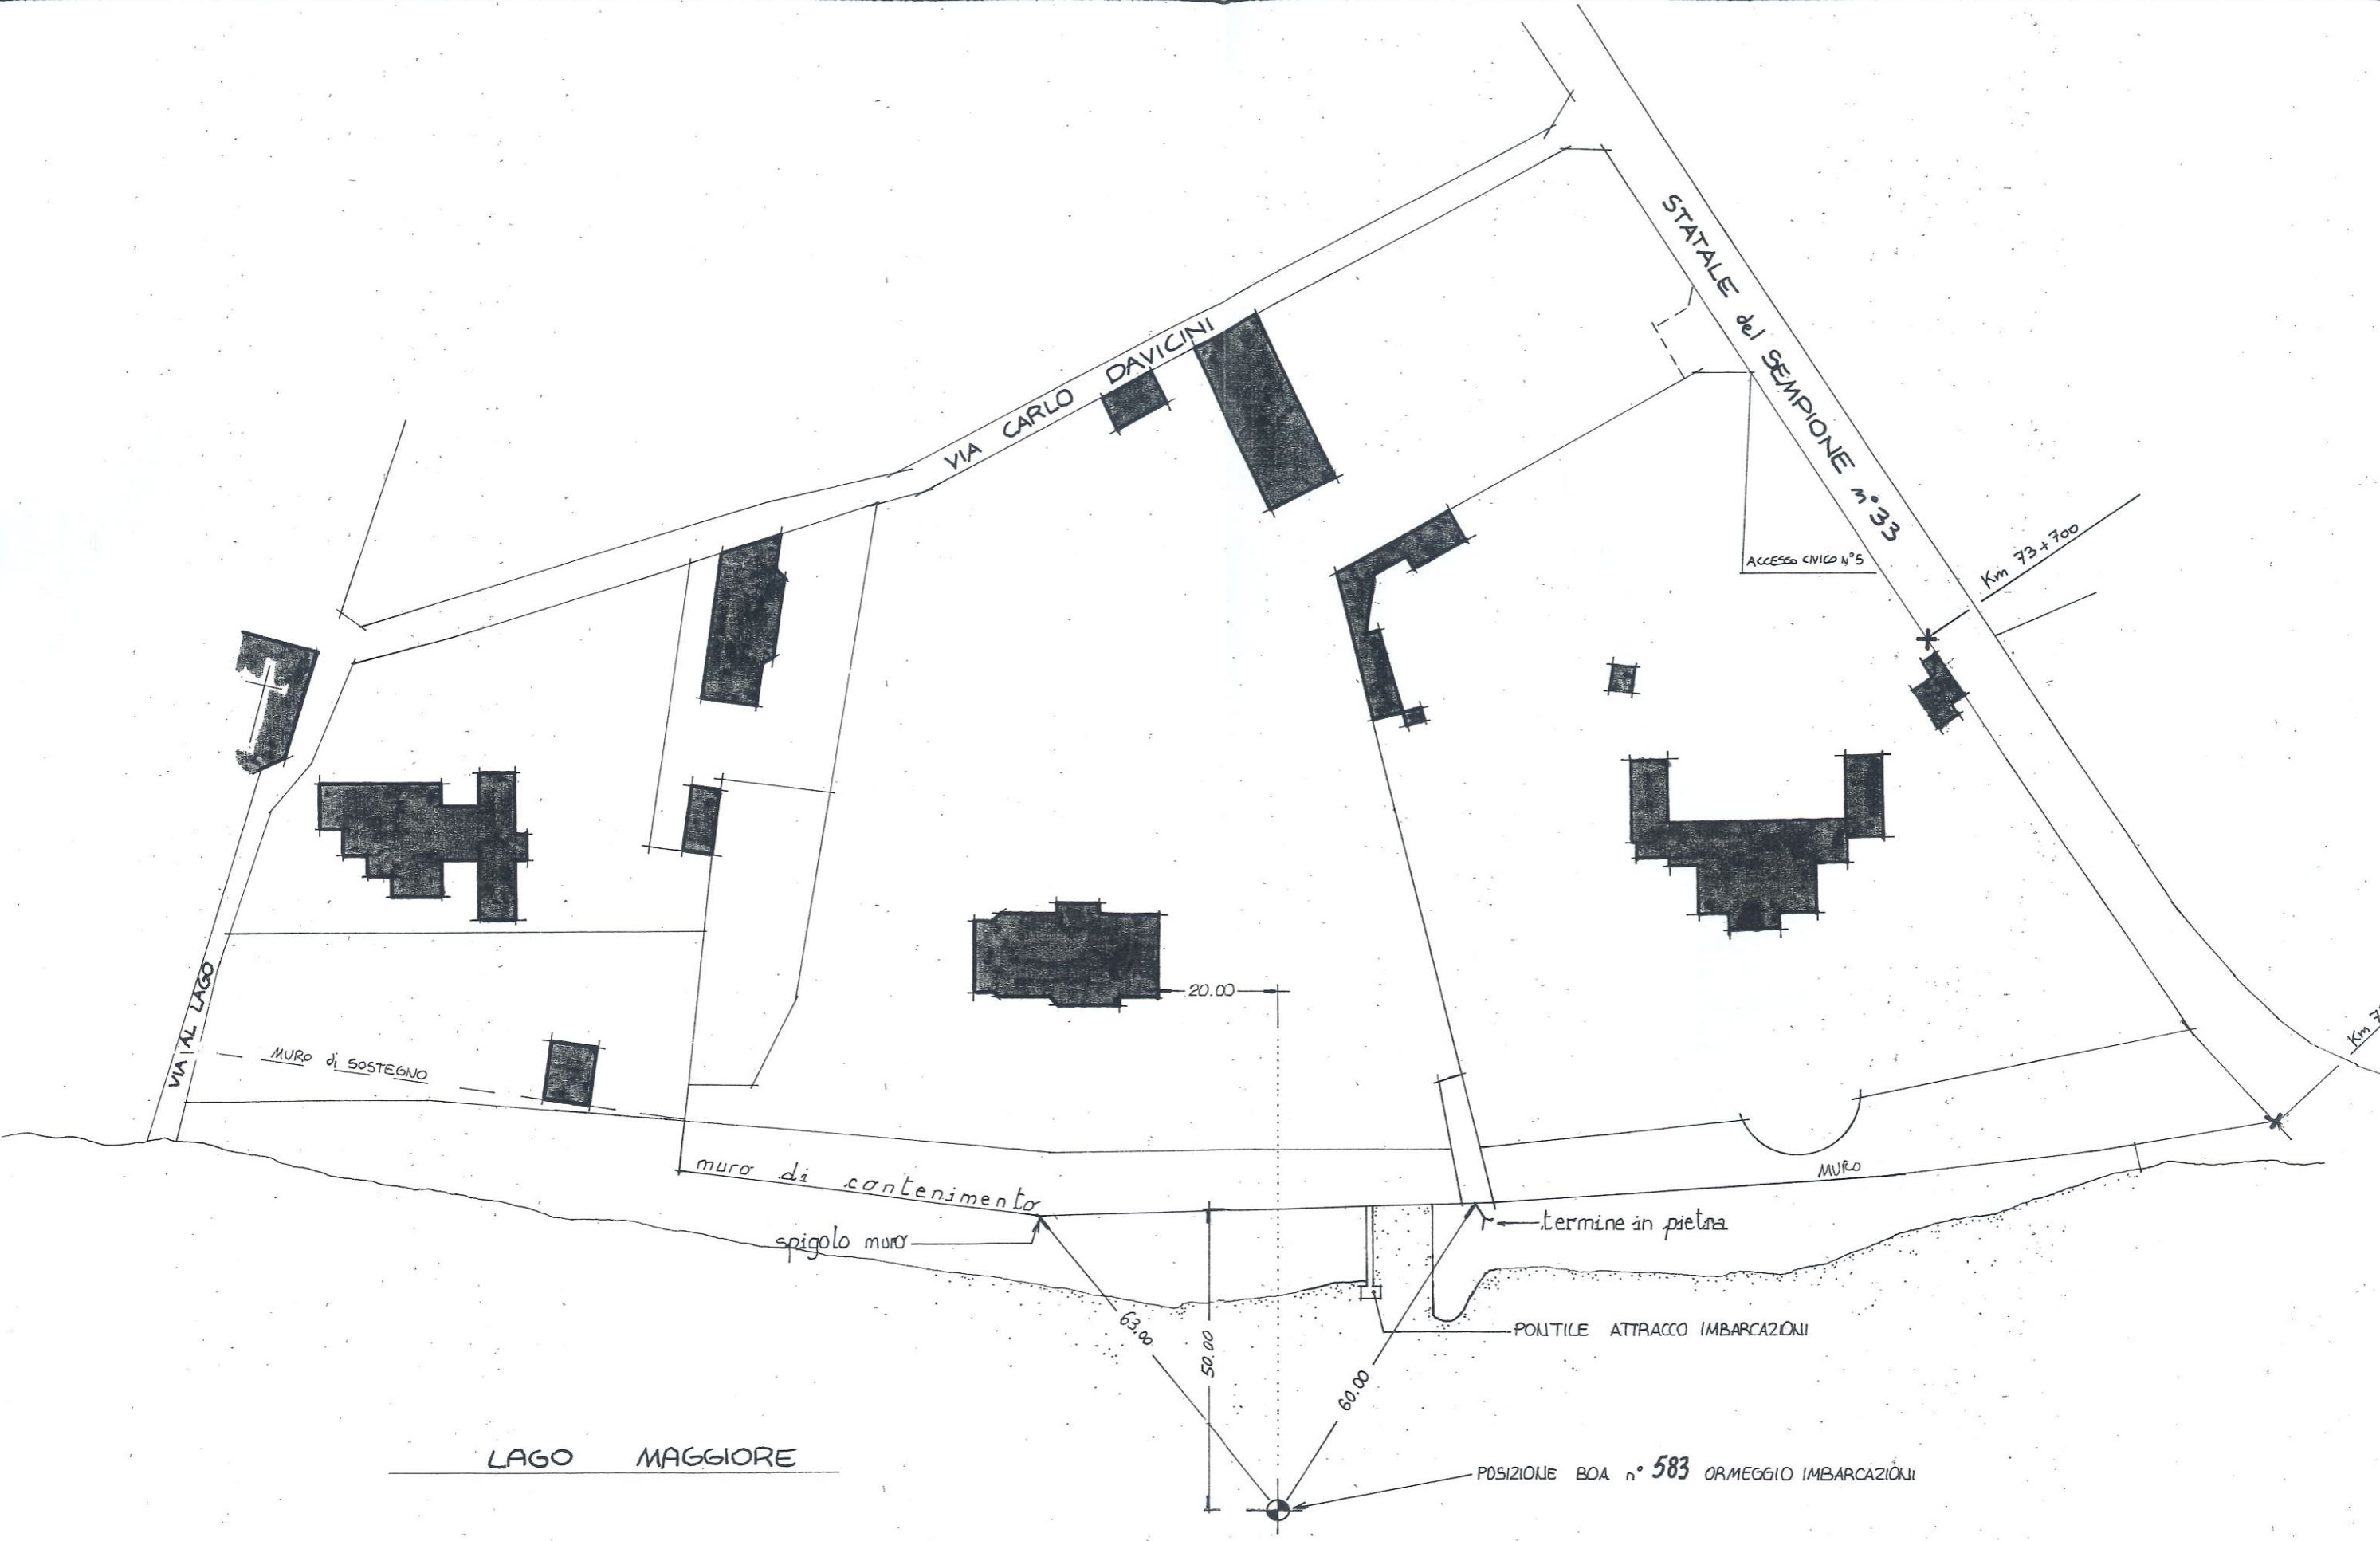 STATALE del SEMPIONE n° 33
VIA CARLO DAVICINI
Km 73+700
ACCESSO CIVICO N°5
VIA AL LAGO
20.00
MURO di SOSTEGNO
Km 7
muro di contenimento
MURO
spigolo muro
termine in pietra
63.00
50.00
60.00
PONTILE ATTRACCO IMBARCAZIONI
LAGO MAGGIORE
POSIZIONE BOA n° 583 ORMEGGIO IMBARCAZIONI